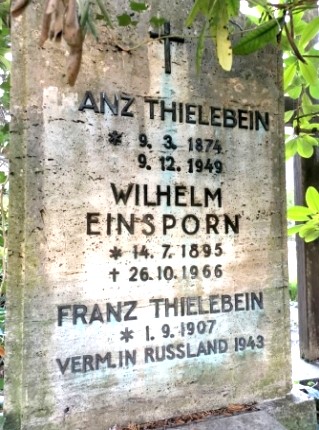 ANZ THIELEBEIN
* 9. 3. 1874
9. 12. 1949
WILHELM
EINSPORN
* 14. 7. 1895
† 26. 10. 1966
FRANZ THIELEBEIN
* 1. 9. 1907
VERM. IN RUSSLAND 1943